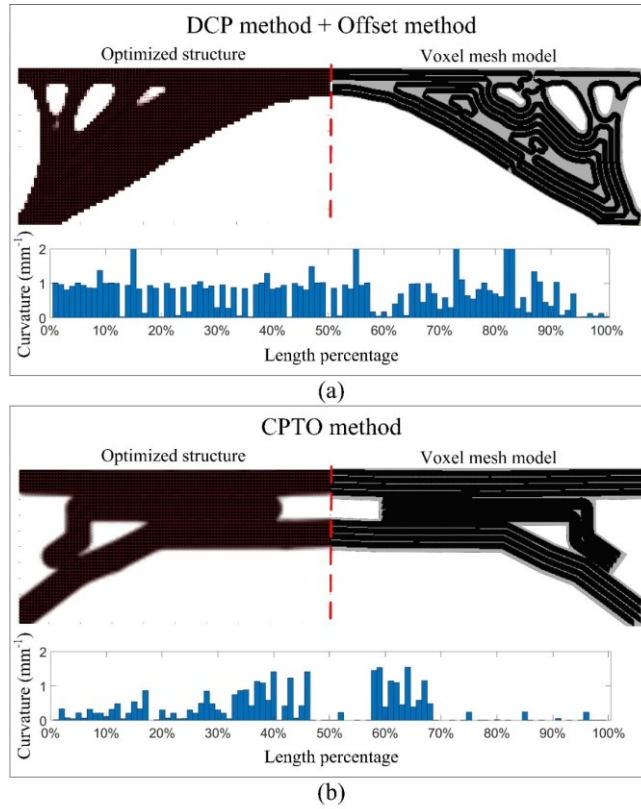 DCP method + Offset method
Optimized structure
Voxel mesh model
Curvature (mm⁻¹)
2
1
0
0% 10% 20% 30% 40% 50% 60% 70% 80% 90% 100%
Length percentage
(a)
CPTO method
Optimized structure
Voxel mesh model
Curvature (mm⁻¹)
2
1
0
0% 10% 20% 30% 40% 50% 60% 70% 80% 90% 100%
Length percentage
(b)